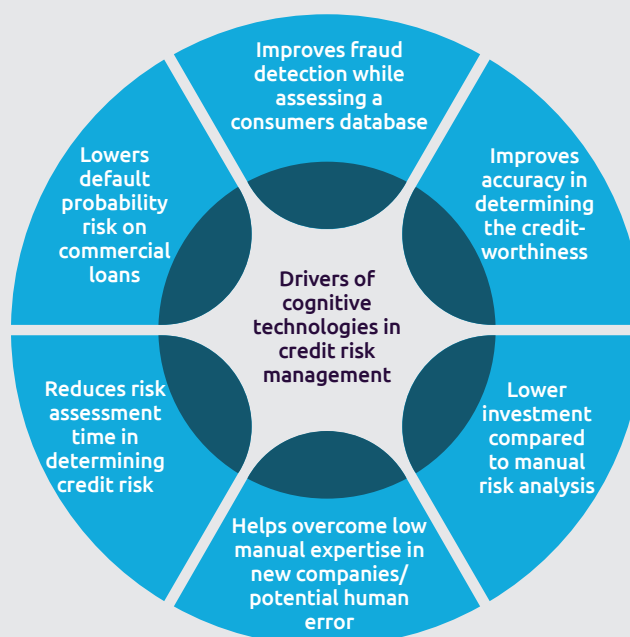 Improves fraud
detection while
assessing a
consumers database
Improves
accuracy in
determining
the credit-
worthiness
Lower
investment
compared
to manual
risk analysis
Helps overcome low
manual expertise in
new companies/
potential human
error
Reduces risk
assessment
time in
determining
credit risk
Lowers
default
probability
risk on
commercial
loans
Drivers of
cognitive
technologies in
credit risk
management